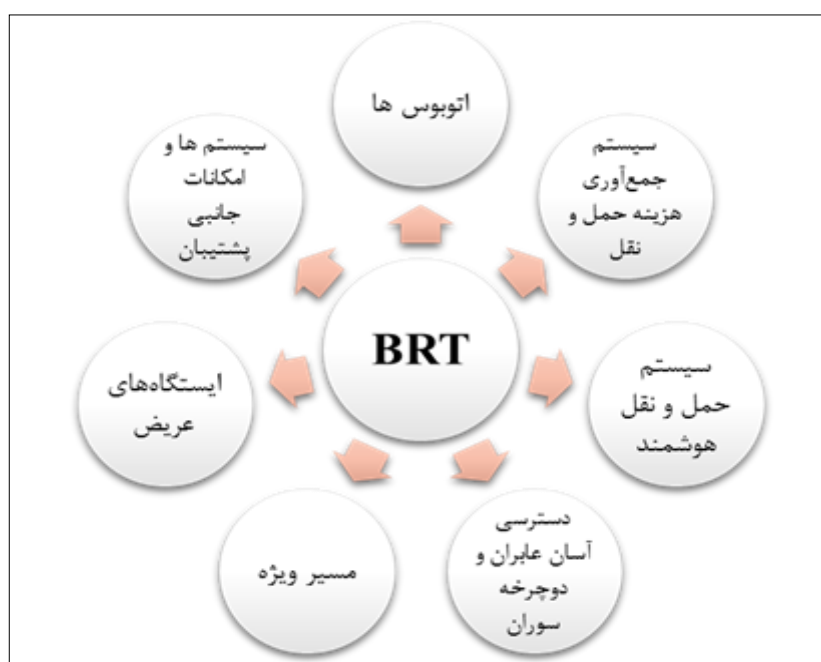 اتوبوس ها
سیستم
جمع‌آوری
هزینه حمل و
نقل
سیستم
حمل و نقل
هوشمند
دسترسی
آسان عابران و
دوچرخه
سوران
مسیر ویژه
ایستگاه‌های
عریض
سیستم ها و
امکانات
جانبی
پشتیبان
BRT